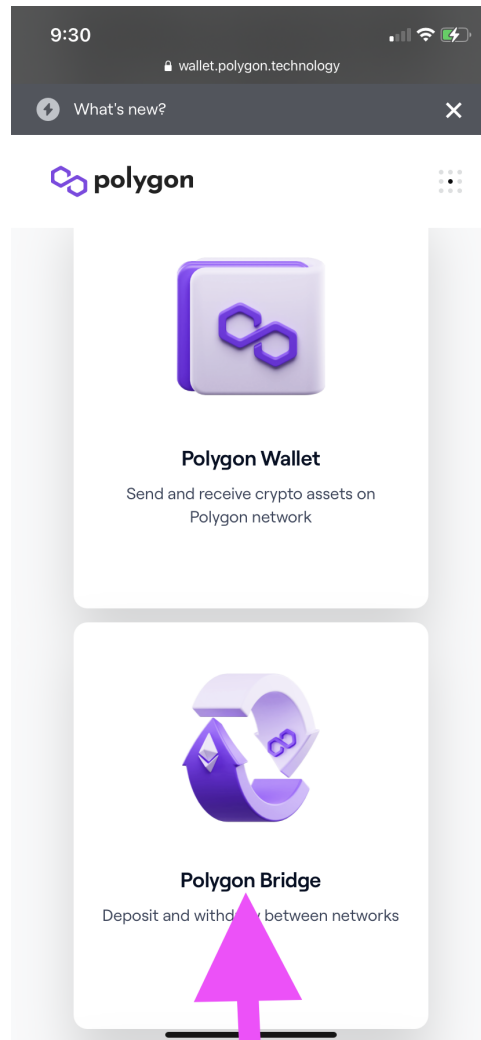 9:30
wallet.polygon.technology
What's new?
polygon
Polygon Wallet
Send and receive crypto assets on
Polygon network
Polygon Bridge
Deposit and withdraw between networks